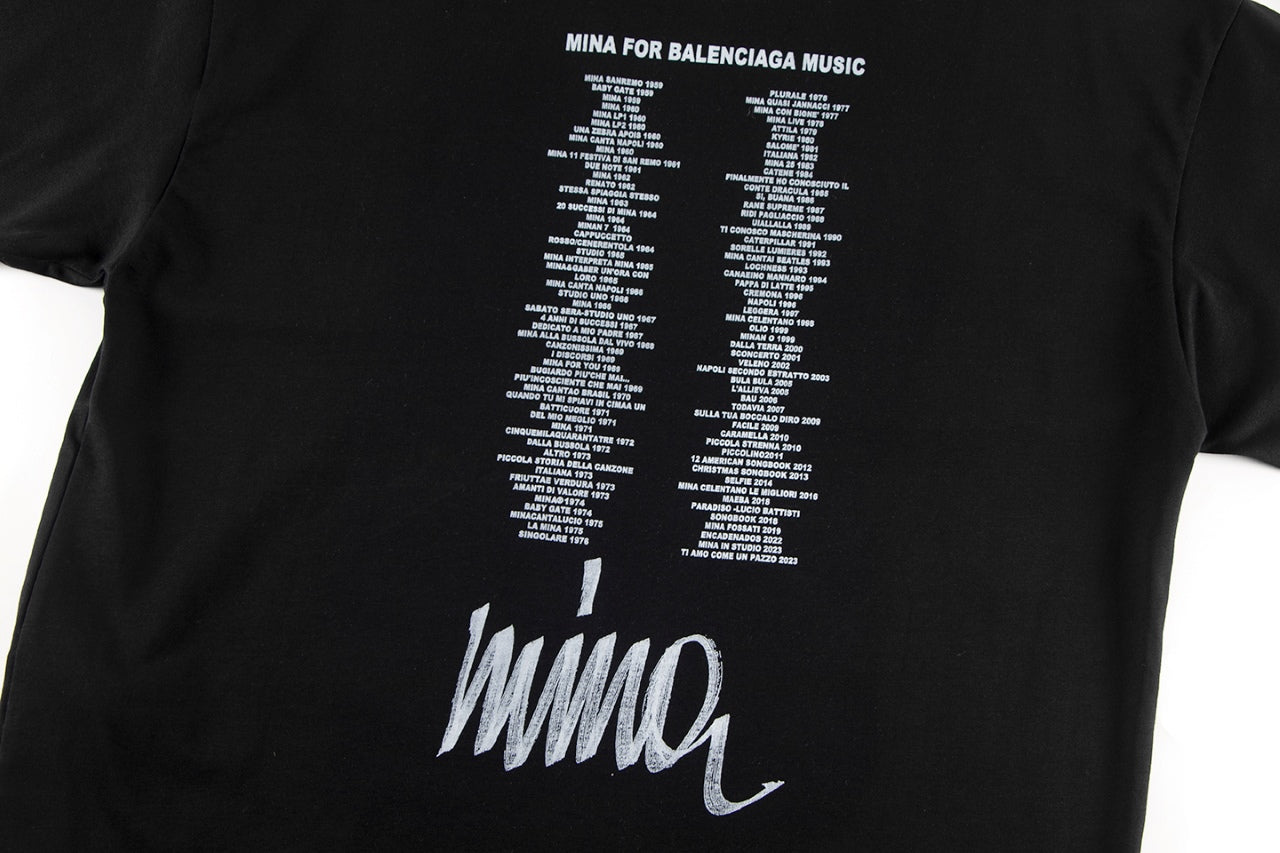 MINA FOR BALENCIAGA MUSIC
MINA SANREMO 1959
BABY GATE 1959
MINA 1959
MINA 1960
MINA LP1 1960
MINA LP2 1960
UNA ZEBRA APOIS 1960
MINA CANTA NAPOLI 1960
MINA 1960
MINA 11 FESTIVA DI SAN REMO 1961
DUE NOTE 1961
MINA 1962
RENATO 1962
STESSA SPIAGGIA STESSO
MINA 1963
20 SUCCESSI DI MINA 1964
MINA 1964
MINAN 7 1964
CAPPUCCETTO
ROSSO/CENERENTOLA 1964
STUDIO 1965
MINA INTERPRETA MINA 1965
MINA&GABER UN'ORA CON
LORO 1965
MINA CANTA NAPOLI 1966
STUDIO UNO 1966
MINA 1966
SABATO SERA-STUDIO UNO 1967
4 ANNI DI SUCCESSI 1967
DEDICATO A MIO PADRE 1967
MINA ALLA BUSSOLA DAL VIVO 1968
CANZONISSIMA 1969
I DISCORSI 1969
MINA FOR YOU 1969
BUGIARDO PIU'CHE MAI...
PIU'INCOSCIENTE CHE MAI 1969
MINA CANTAO BRASIL 1970
QUANDO TU MI SPIAVI IN CIMAA UN
BATTICUORE 1971
DEL MIO MEGLIO 1971
MINA 1971
CINQUEMILAQUARANTATRE 1972
DALLA BUSSOLA 1972
ALTRO 1973
PICCOLA STORIA DELLA CANZONE
ITALIANA 1973
FRIUTTAE VERDURA 1973
AMANTI DI VALORE 1973
MINA® 1974
BABY GATE 1974
MINACANTALUCIO 1975
LA MINA 1975
SINGOLARE 1976
PLURALE 1976
MINA QUASI JANNACCI 1977
MINA CON BIGNE' 1977
MINA LIVE 1978
ATTILA 1979
KYRIE 1980
SALOME' 1981
ITALIANA 1982
MINA 25 1983
CATENE 1984
FINALMENTE HO CONOSCIUTO IL
CONTE DRACULA 1985
SI, BUANA 1986
RANE SUPREME 1987
RIDI PAGLIACCIO 1988
UIALLALLA 1989
TI CONOSCO MASCHERINA 1990
CATERPILLAR 1991
SORELLE LUMIERES 1992
MINA CANTAI BEATLES 1993
LOCHNESS 1993
CANAEINO MANNARO 1994
PAPPA DI LATTE 1995
CREMONA 1996
NAPOLI 1996
LEGGERA 1997
MINA CELENTANO 1998
OLIO 1999
MINAN O 1999
DALLA TERRA 2000
SCONCERTO 2001
VELENO 2002
NAPOLI SECONDO ESTRATTO 2003
BULA BULA 2005
L'ALLIEVA 2005
BAU 2006
TODAVIA 2007
SULLA TUA BOCCALO DIRO 2009
FACILE 2009
CARAMELLA 2010
PICCOLA STRENNA 2010
PICCOLINO2011
12 AMERICAN SONGBOOK 2012
CHRISTMAS SONGBOOK 2013
SELFIE 2014
MINA CELENTANO LE MIGLIORI 2016
MAEBA 2018
PARADISO -LUCIO BATTISTI
SONGBOOK 2018
MINA FOSSATI 2019
ENCADENADOS 2022
MINA IN STUDIO 2023
TI AMO COME UN PAZZO 2023
mina